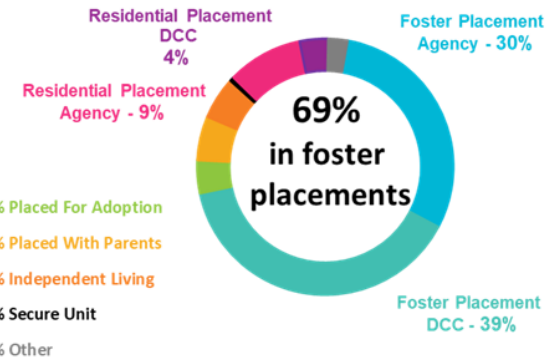 Residential Placement
DCC
4%
Foster Placement
Agency - 30%
Residential Placement
Agency - 9%
69%
in foster
placements
% Placed For Adoption
% Placed With Parents
% Independent Living
% Secure Unit
% Other
Foster Placement
DCC - 39%